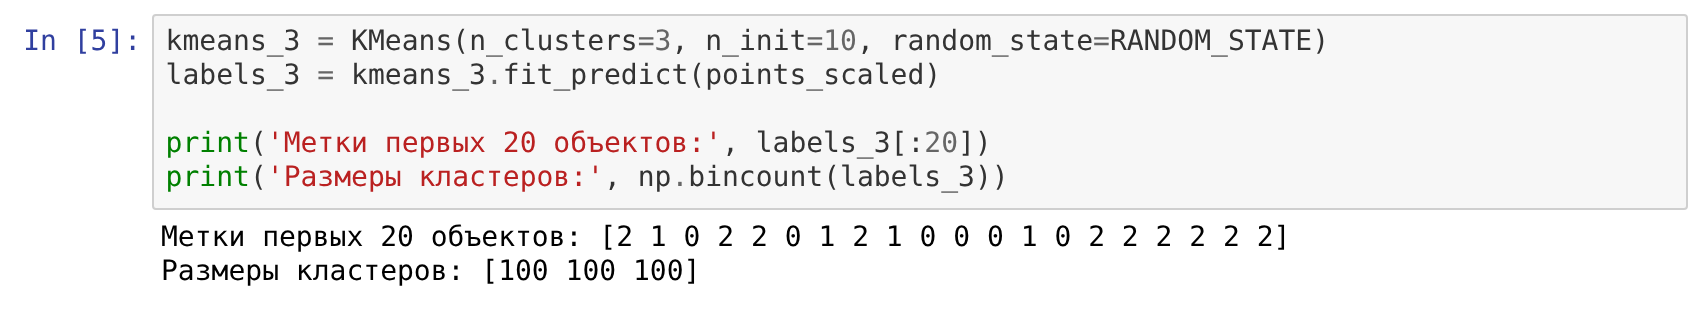 In [5]: kmeans_3 = KMeans(n_clusters=3, n_init=10, random_state=RANDOM_STATE)
labels_3 = kmeans_3.fit_predict(points_scaled)
print('Метки первых 20 объектов:', labels_3[:20])
print('Размеры кластеров:', np.bincount(labels_3))
Метки первых 20 объектов: [2 1 0 2 2 0 1 2 1 0 0 0 1 0 2 2 2 2 2 2]
Размеры кластеров: [100 100 100]